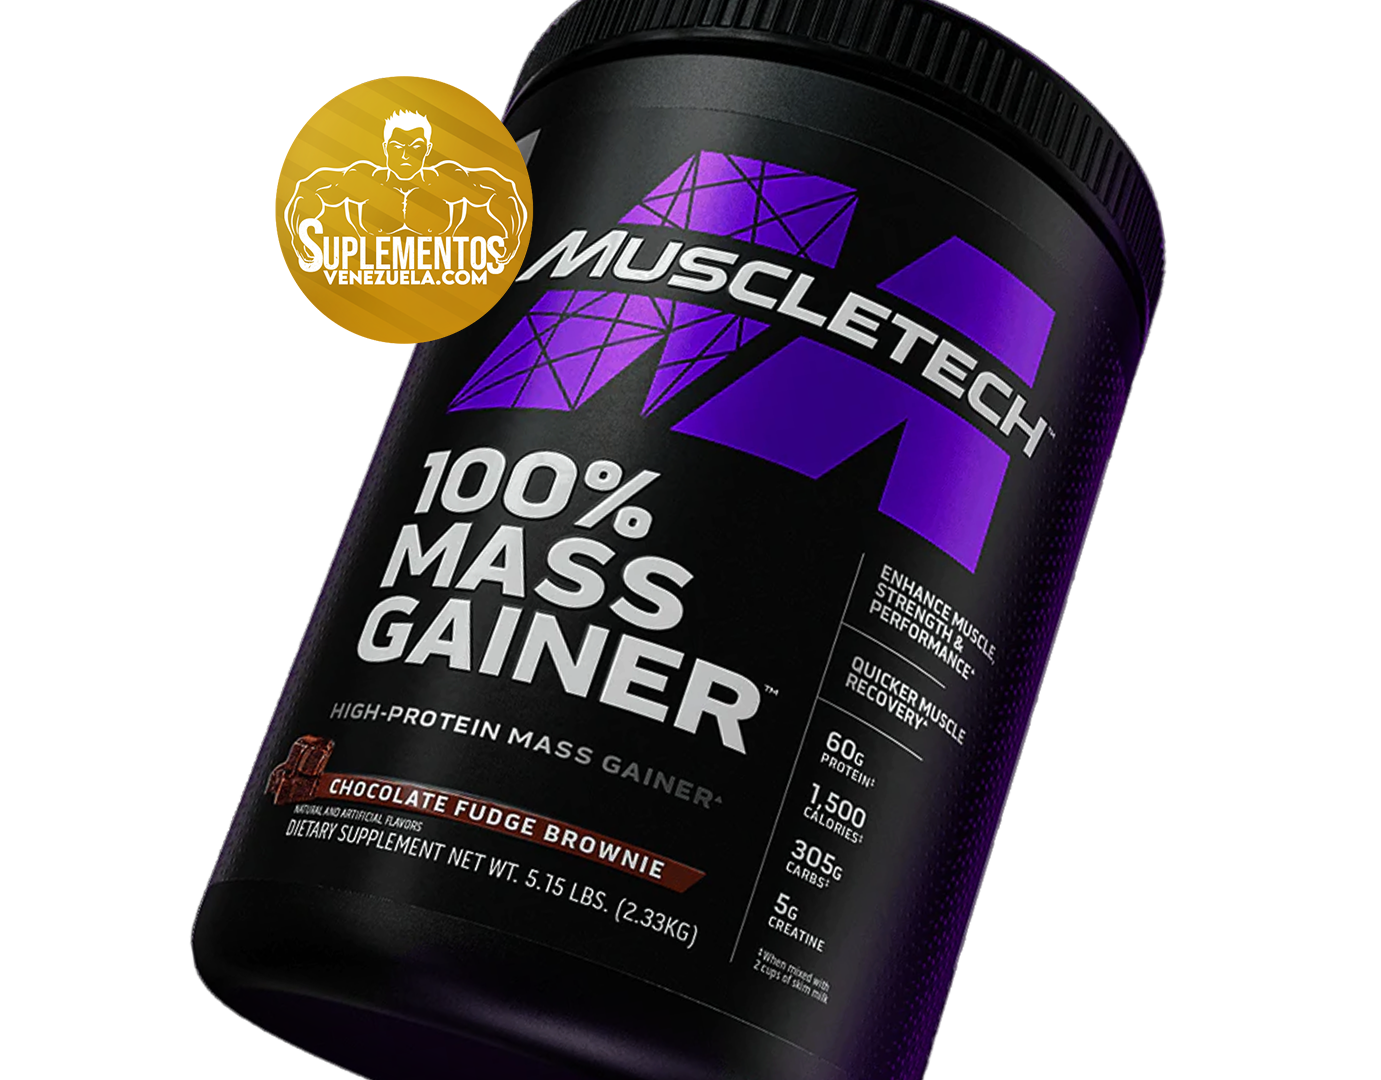 SUPLEMENTOS
VENEZUELA.COM
MUSCLETECH™
100%
MASS
GAINER™
HIGH-PROTEIN MASS GAINER▲
CHOCOLATE FUDGE BROWNIE
NATURAL AND ARTIFICIAL FLAVORS
DIETARY SUPPLEMENT NET WT. 5.15 LBS. (2.33KG)
ENHANCE MUSCLE,
STRENGTH &
PERFORMANCE▲
QUICKER MUSCLE
RECOVERY▲
60G
PROTEIN‡
1,500
CALORIES‡
305G
CARBS‡
5G
CREATINE
‡When mixed with
2 cups of skim milk